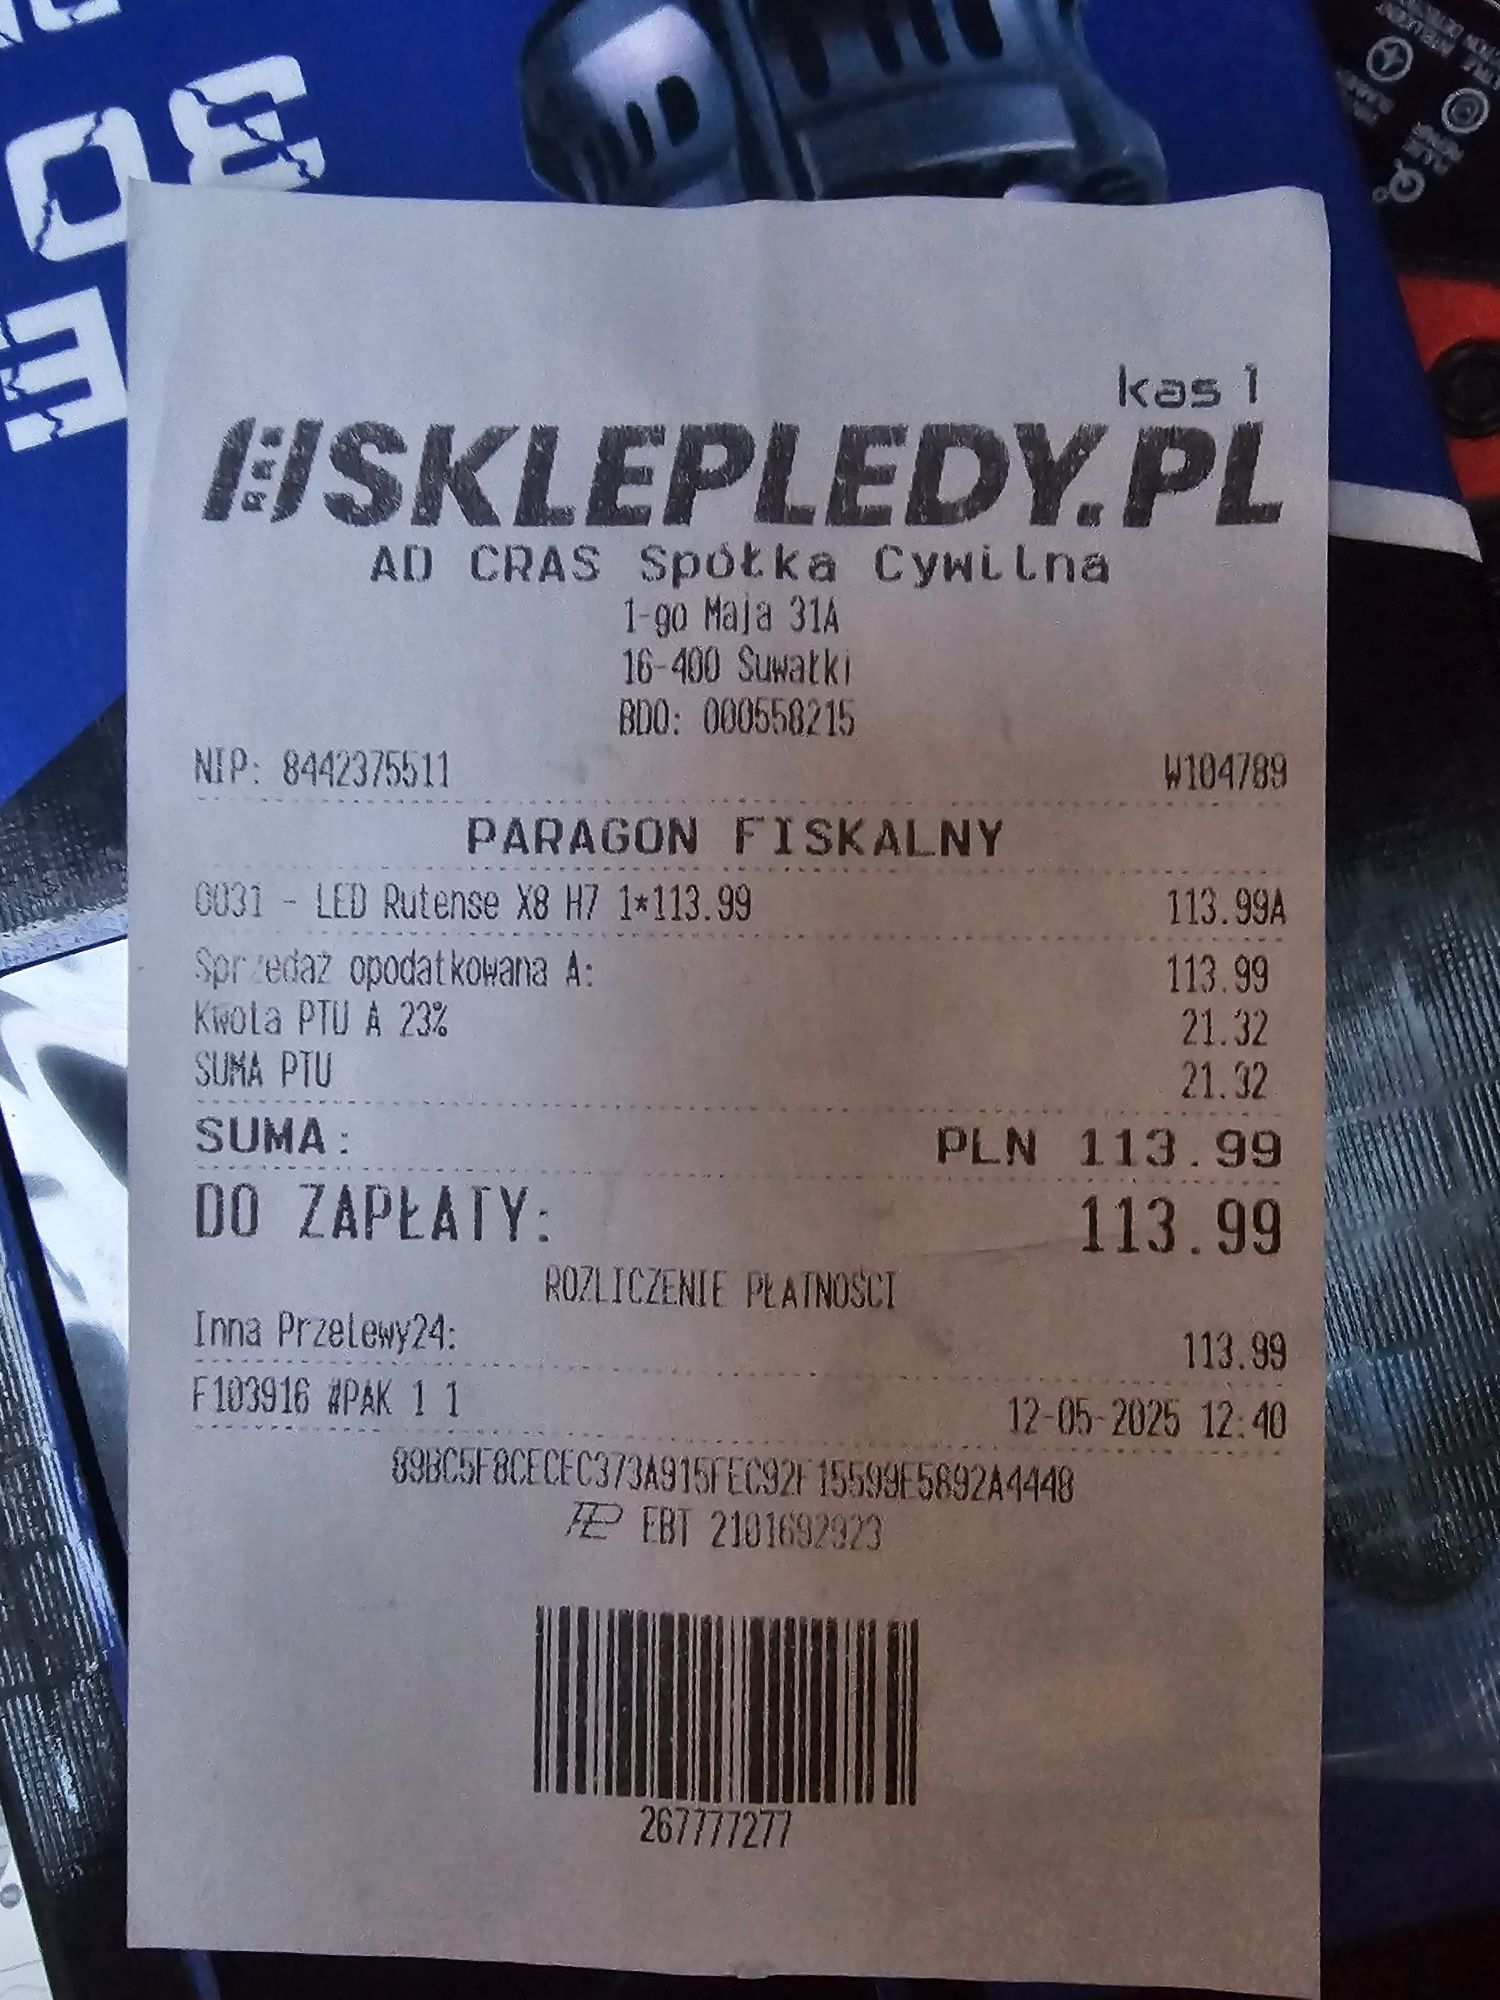 30
kas 1
SKLEPLEDY.PL
AD CRAS Spółka Cywilna
1-go Maja 31A
16-400 Suwałki
BDO: 000558215
NIP: 8442375511 W104789
PARAGON FISKALNY
0031 - LED Rutense X8 H7 1*113.99 113.99A
Sprzedaż opodatkowana A: 113.99
Kwota PTU A 23% 21.32
SUMA PTU 21.32
SUMA: PLN 113.99
DO ZAPŁATY: 113.99
ROZLICZENIE PŁATNOŚCI
Inna Przelewy24: 113.99
F103916 #PAK 1 1 12-05-2025 12:40
89BC5F8CECEC373A915FEC92F15599E5892A4448
EBT 2101692923
267777277